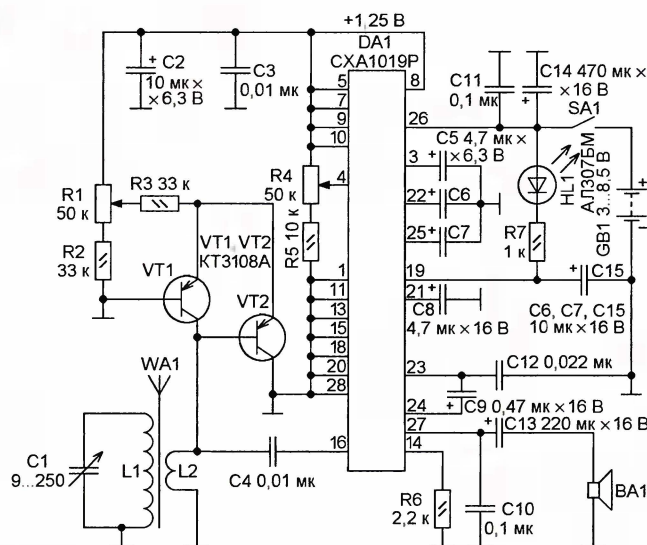 +1,25 В
DA1
CXA1019P
+ C2
10 мк ×
× 6,3 В
C3
0,01 мк
5
7
9
10
4
8
26
C11
0,1 мк
C14 470 мк ×
+ × 16 В
SA1
C5 4,7 мк ×
3 + × 6,3 В
22 + C6
25 + C7
HL1
АЛ307БМ
GB1 3...8,5 В
+
−
R1
50 к
R3 33 к
R4
50 к
R5 10 к
R2
33 к
VT1, VT2
КТ3108А
VT1
VT2
R7
1 к
1
11
13
15
18
20
28
19
21 +
C8
4,7 мк × 16 В
+ C15
C6, C7, C15
10 мк × 16 В
23
C12 0,022 мк
24
+ C9 0,47 мк × 16 В
27
+ C13 220 мк × 16 В
14
16
WA1
C1
9...250
L1
L2
C4 0,01 мк
R6
2,2 к
C10
0,1 мк
BA1